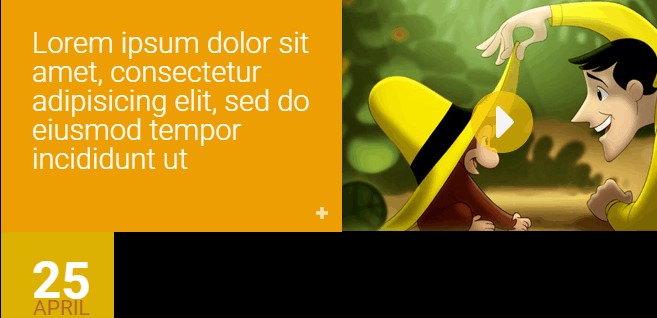 Lorem ipsum dolor sit
amet, consectetur
adipisicing elit, sed do
eiusmod tempor
incididunt ut
25
APRIL